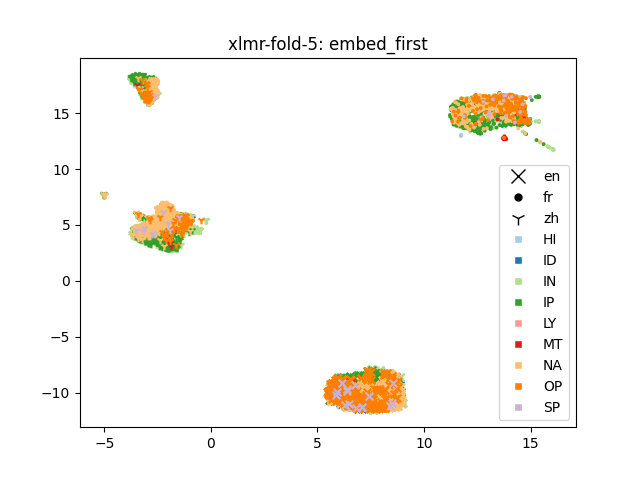 xlmr-fold-5: embed_first
15
10
5
0
−5
−10
−5
0
5
10
15
en
fr
zh
HI
ID
IN
IP
LY
MT
NA
OP
SP